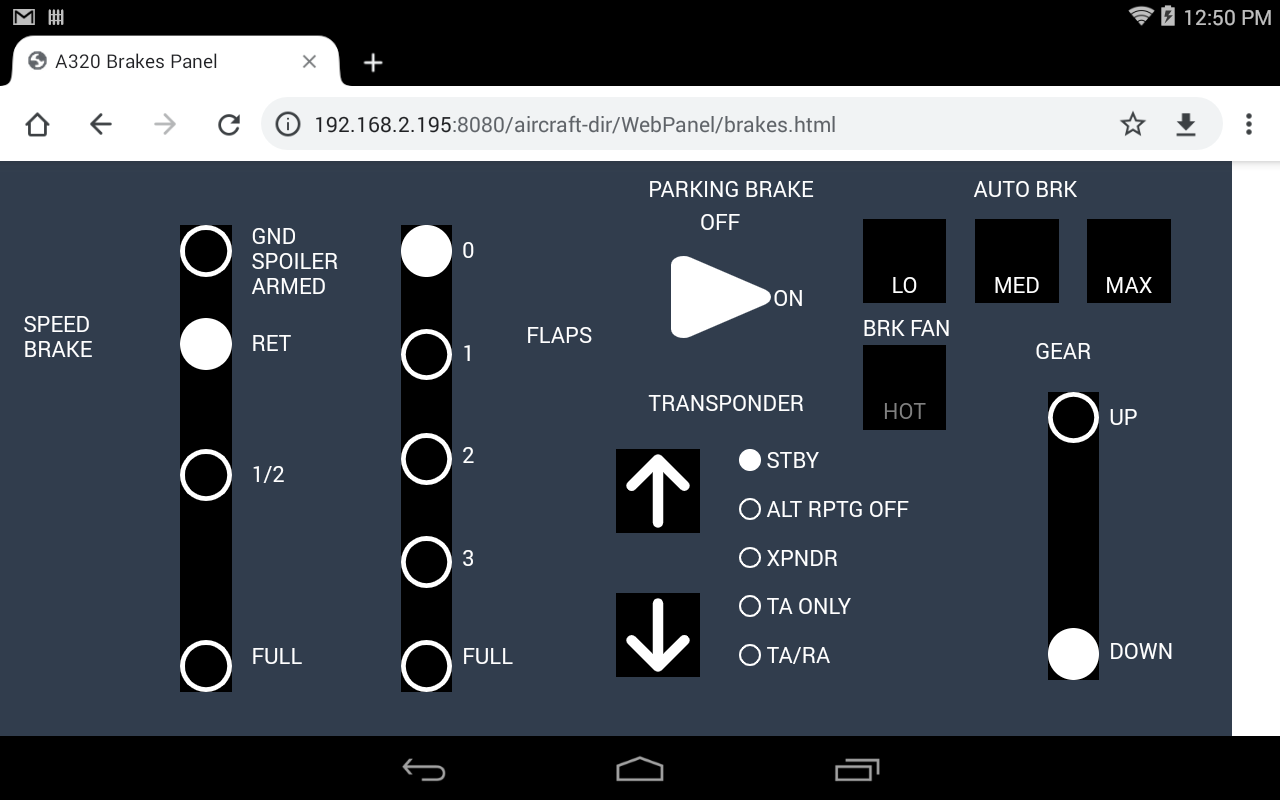 12:50 PM
A320 Brakes Panel
192.168.2.195:8080/aircraft-dir/WebPanel/brakes.html
SPEED
BRAKE
GND
SPOILER
ARMED
RET
1/2
FULL
0
1
2
3
FULL
FLAPS
PARKING BRAKE
OFF
ON
AUTO BRK
LO
MED
MAX
BRK FAN
HOT
TRANSPONDER
STBY
ALT RPTG OFF
XPNDR
TA ONLY
TA/RA
GEAR
UP
DOWN